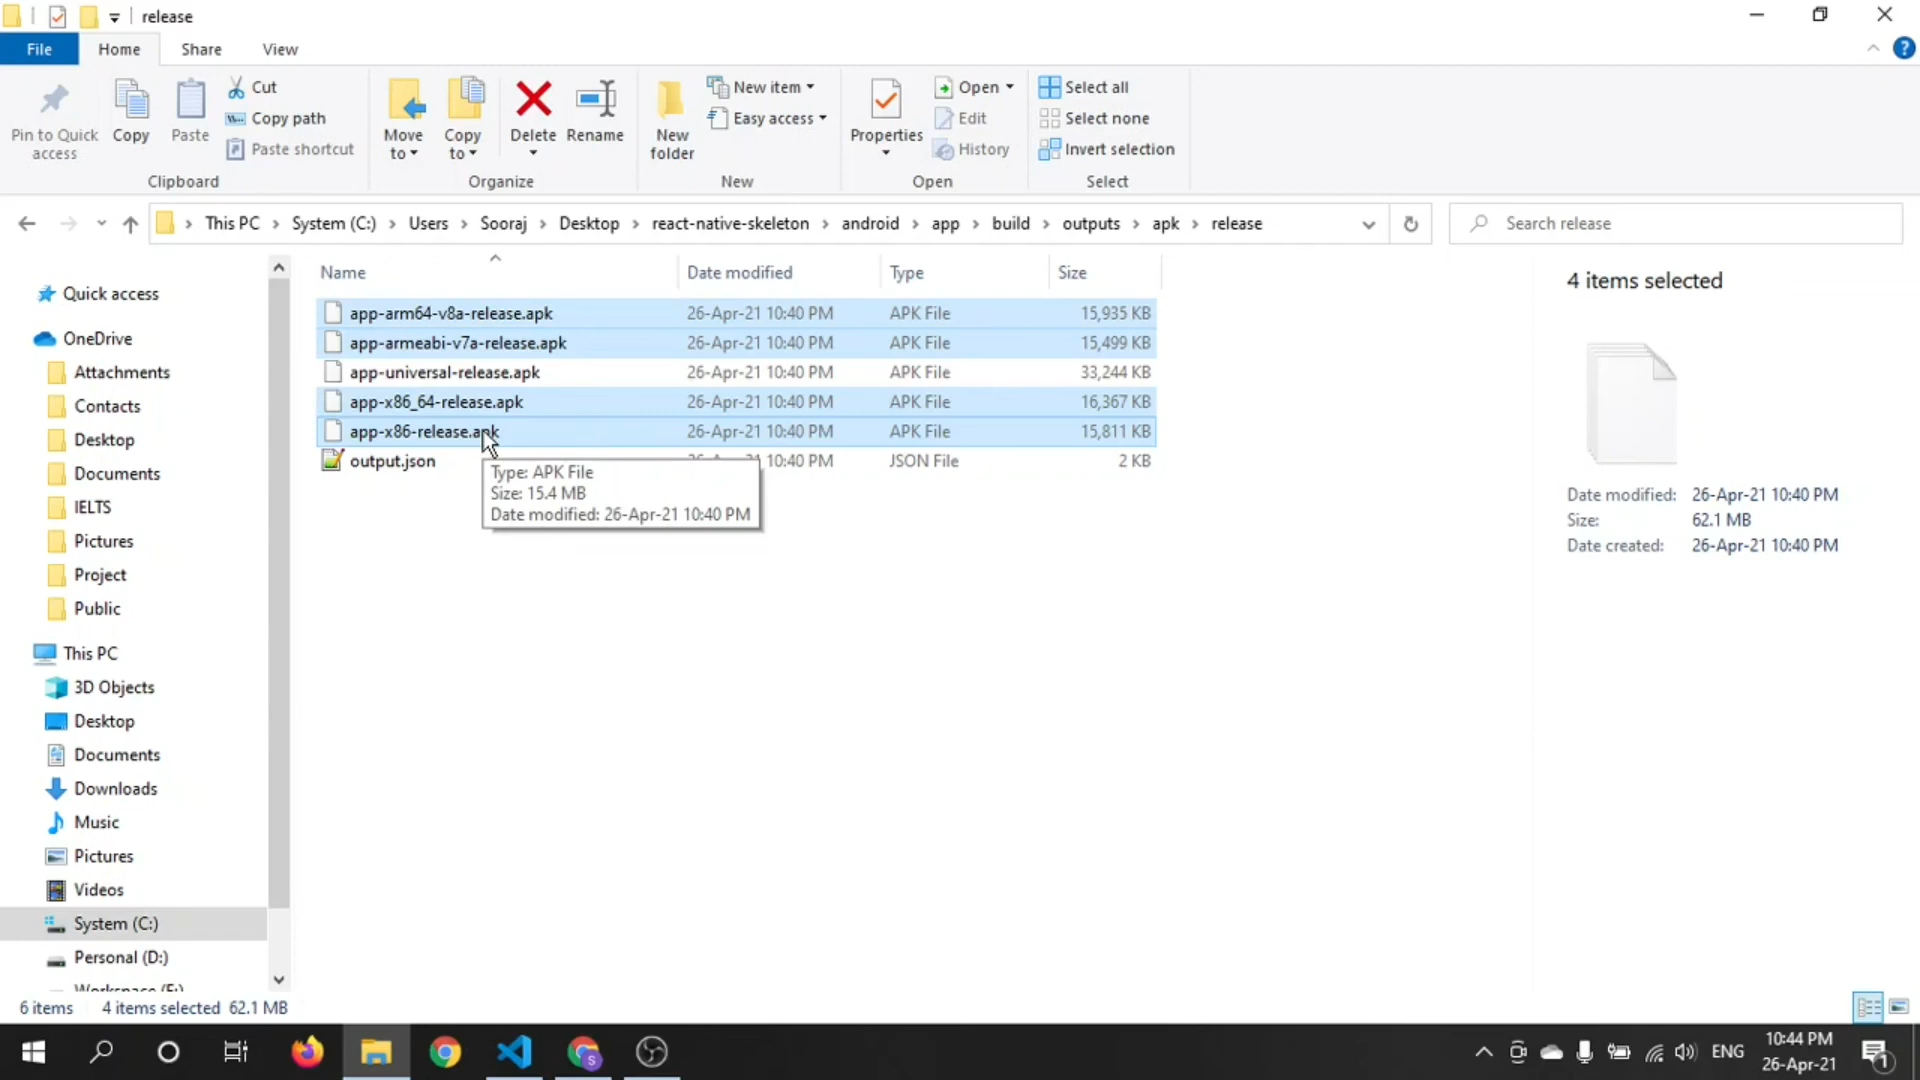 release
File
Home
Share
View
Pin to Quick access
Copy
Paste
Cut
Copy path
Paste shortcut
Clipboard
Move to
Copy to
Delete
Rename
Organize
New folder
New item
Easy access
New
Properties
Open
Edit
History
Open
Select all
Select none
Invert selection
Select
This PC > System (C:) > Users > Sooraj > Desktop > react-native-skeleton > android > app > build > outputs > apk > release
Search release
Quick access
OneDrive
Attachments
Contacts
Desktop
Documents
IELTS
Pictures
Project
Public
This PC
3D Objects
Desktop
Documents
Downloads
Music
Pictures
Videos
System (C:)
Personal (D:)
Name Date modified Type Size
app-arm64-v8a-release.apk 26-Apr-21 10:40 PM APK File 15,935 KB
app-armeabi-v7a-release.apk 26-Apr-21 10:40 PM APK File 15,499 KB
app-universal-release.apk 26-Apr-21 10:40 PM APK File 33,244 KB
app-x86_64-release.apk 26-Apr-21 10:40 PM APK File 16,367 KB
app-x86-release.apk 26-Apr-21 10:40 PM APK File 15,811 KB
output.json 10:40 PM JSON File 2 KB
Type: APK File
Size: 15.4 MB
Date modified: 26-Apr-21 10:40 PM
4 items selected
Date modified: 26-Apr-21 10:40 PM
Size: 62.1 MB
Date created: 26-Apr-21 10:40 PM
6 items 4 items selected 62.1 MB
ENG
10:44 PM
26-Apr-21
1